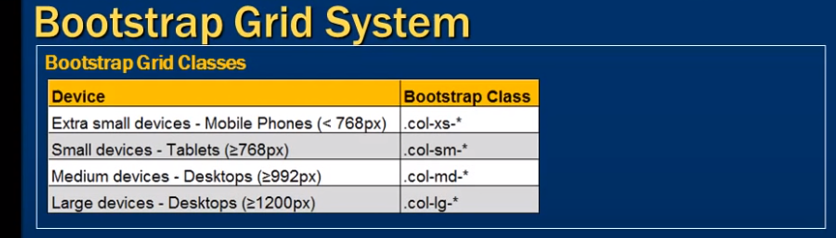 Bootstrap Grid System
Bootstrap Grid Classes
Device Bootstrap Class
Extra small devices - Mobile Phones (< 768px) .col-xs-*
Small devices - Tablets (≥768px) .col-sm-*
Medium devices - Desktops (≥992px) .col-md-*
Large devices - Desktops (≥1200px) .col-lg-*